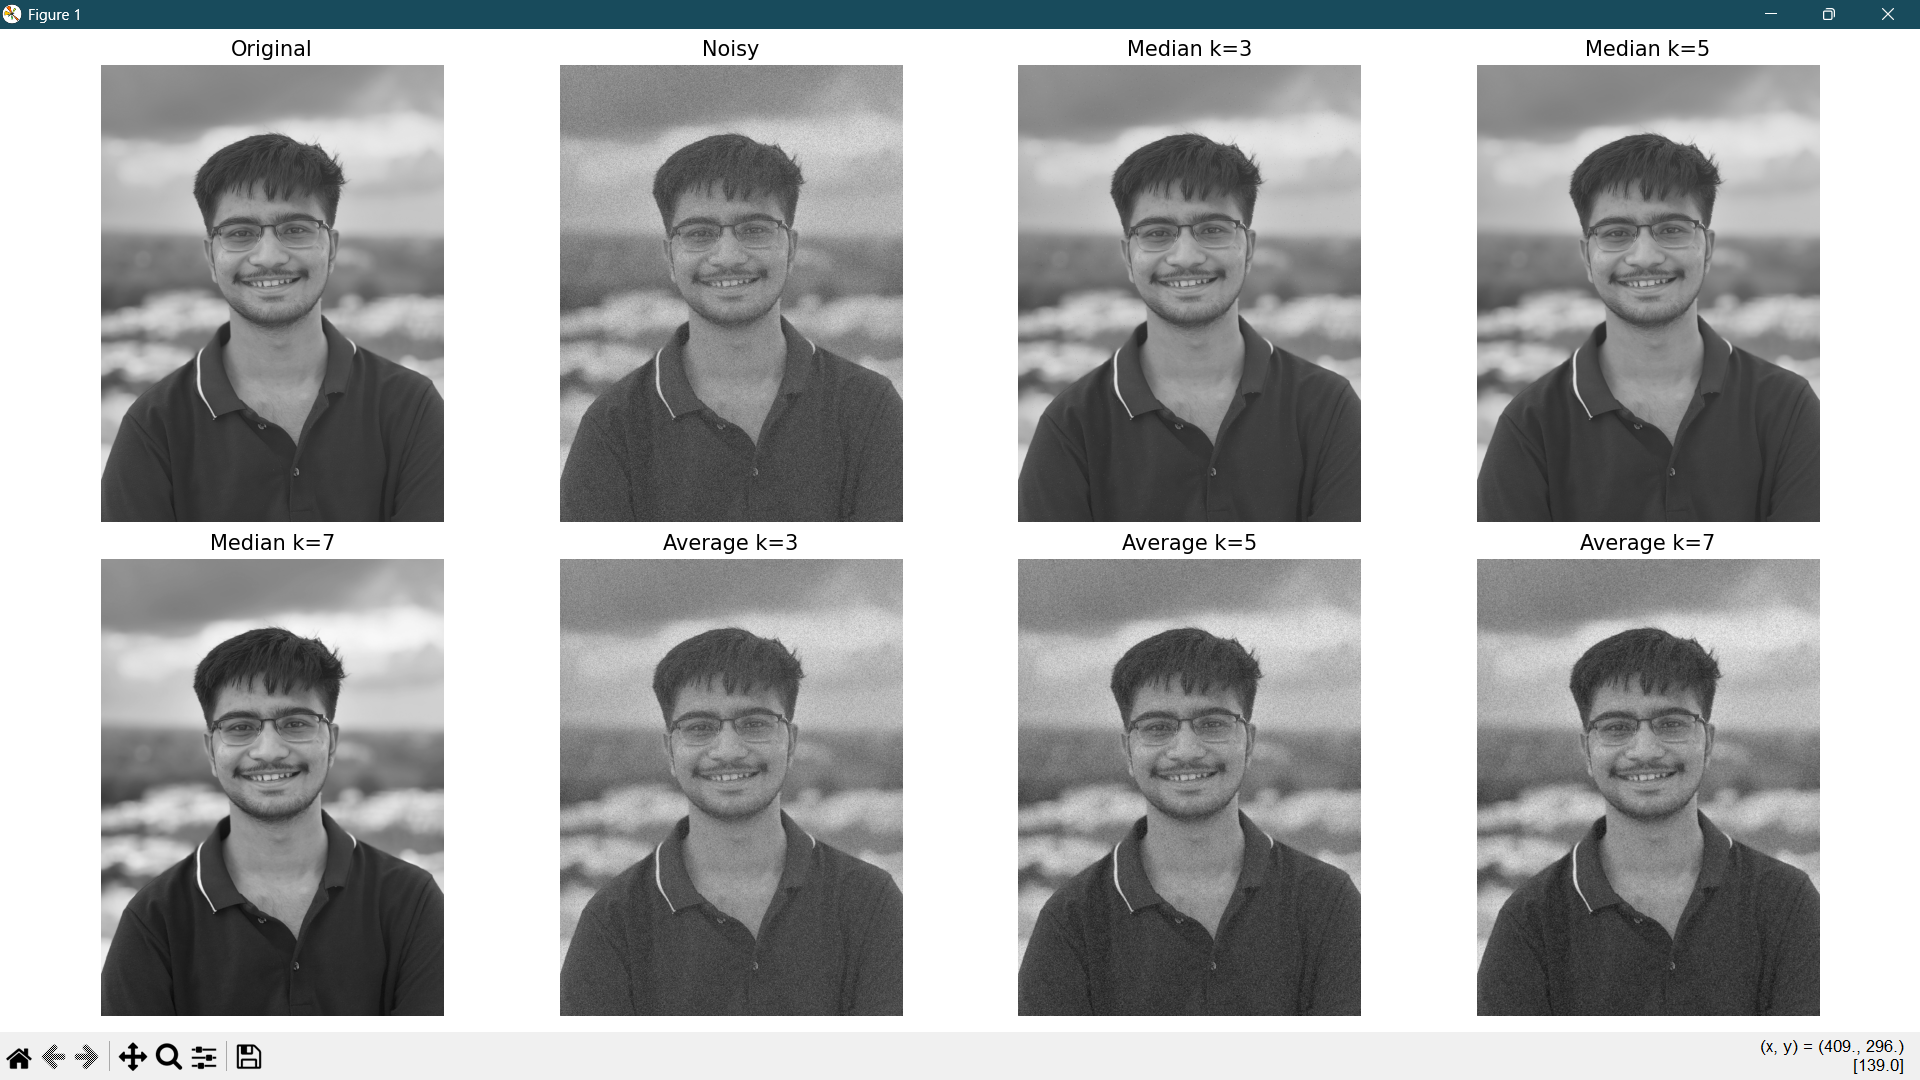 Figure 1
Original
Noisy
Median k=3
Median k=5
Median k=7
Average k=3
Average k=5
Average k=7
(x, y) = (409., 296.)
[139.0]